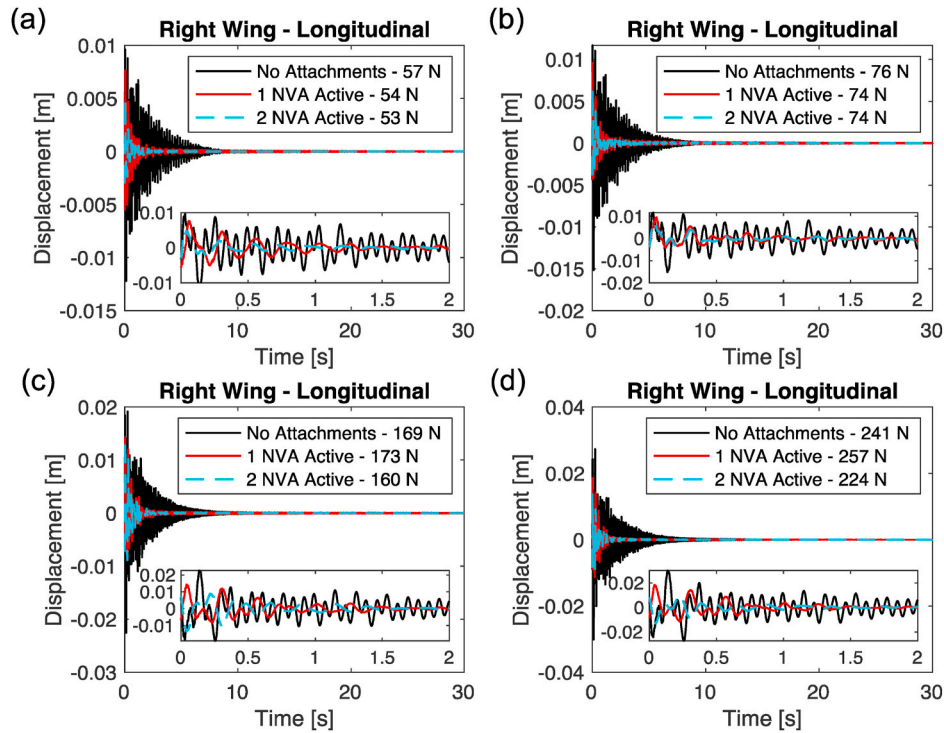 (a)
Right Wing - Longitudinal
0.01
0.005
0
-0.005
-0.01
-0.015
Displacement [m]
No Attachments - 57 N
1 NVA Active - 54 N
2 NVA Active - 53 N
0.01
0
-0.01
0 0.5 1 1.5 2
0 10 20 30
Time [s]
(b)
Right Wing - Longitudinal
0.01
0.005
0
-0.005
-0.01
-0.015
-0.02
Displacement [m]
No Attachments - 76 N
1 NVA Active - 74 N
2 NVA Active - 74 N
0.01
0
-0.01
-0.02
0 0.5 1 1.5 2
0 10 20 30
Time [s]
(c)
Right Wing - Longitudinal
0.02
0.01
0
-0.01
-0.02
-0.03
Displacement [m]
No Attachments - 169 N
1 NVA Active - 173 N
2 NVA Active - 160 N
0.02
0.01
0
-0.01
0 0.5 1 1.5 2
0 10 20 30
Time [s]
(d)
Right Wing - Longitudinal
0.04
0.02
0
-0.02
-0.04
Displacement [m]
No Attachments - 241 N
1 NVA Active - 257 N
2 NVA Active - 224 N
0.02
0
-0.02
0 0.5 1 1.5 2
0 10 20 30
Time [s]